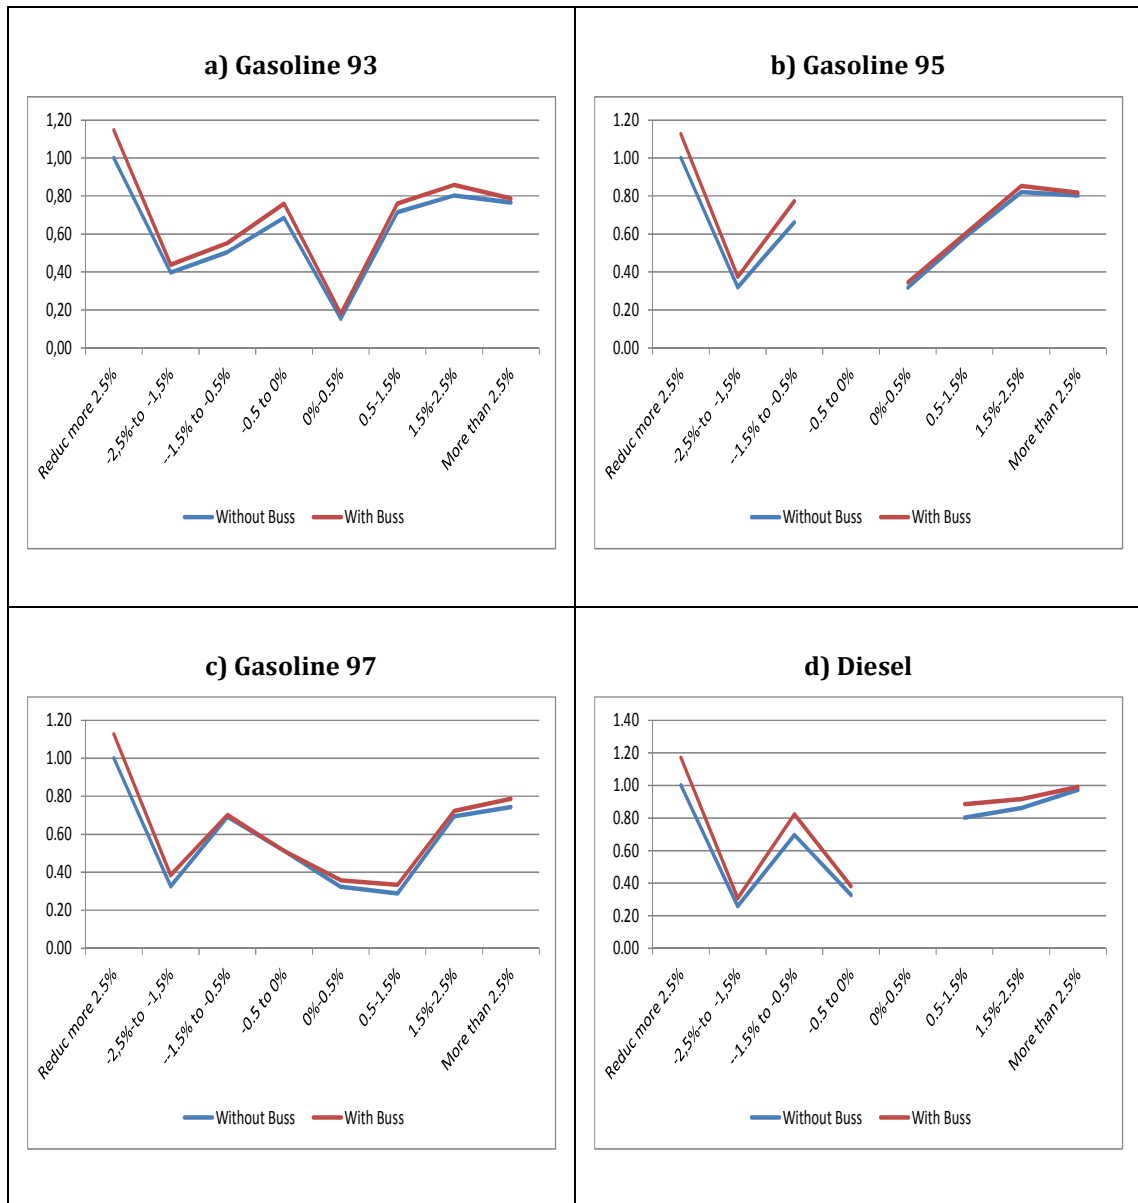 a) Gasoline 93
1,20
1,00
0,80
0,60
0,40
0,20
0,00
Reduc more 2.5%
-2,5%-to -1,5%
--1.5% to -0.5%
-0.5 to 0%
0%-0.5%
0.5-1.5%
1.5%-2.5%
More than 2.5%
Without Buss With Buss
b) Gasoline 95
1.20
1.00
0.80
0.60
0.40
0.20
0.00
Reduc more 2.5%
-2,5%-to -1,5%
--1.5% to -0.5%
-0.5 to 0%
0%-0.5%
0.5-1.5%
1.5%-2.5%
More than 2.5%
Without Buss With Buss
c) Gasoline 97
1.20
1.00
0.80
0.60
0.40
0.20
0.00
Reduc more 2.5%
-2,5%-to -1,5%
--1.5% to -0.5%
-0.5 to 0%
0%-0.5%
0.5-1.5%
1.5%-2.5%
More than 2.5%
Without Buss With Buss
d) Diesel
1.40
1.20
1.00
0.80
0.60
0.40
0.20
0.00
Reduc more 2.5%
-2,5%-to -1,5%
--1.5% to -0.5%
-0.5 to 0%
0%-0.5%
0.5-1.5%
1.5%-2.5%
More than 2.5%
Without Buss With Buss